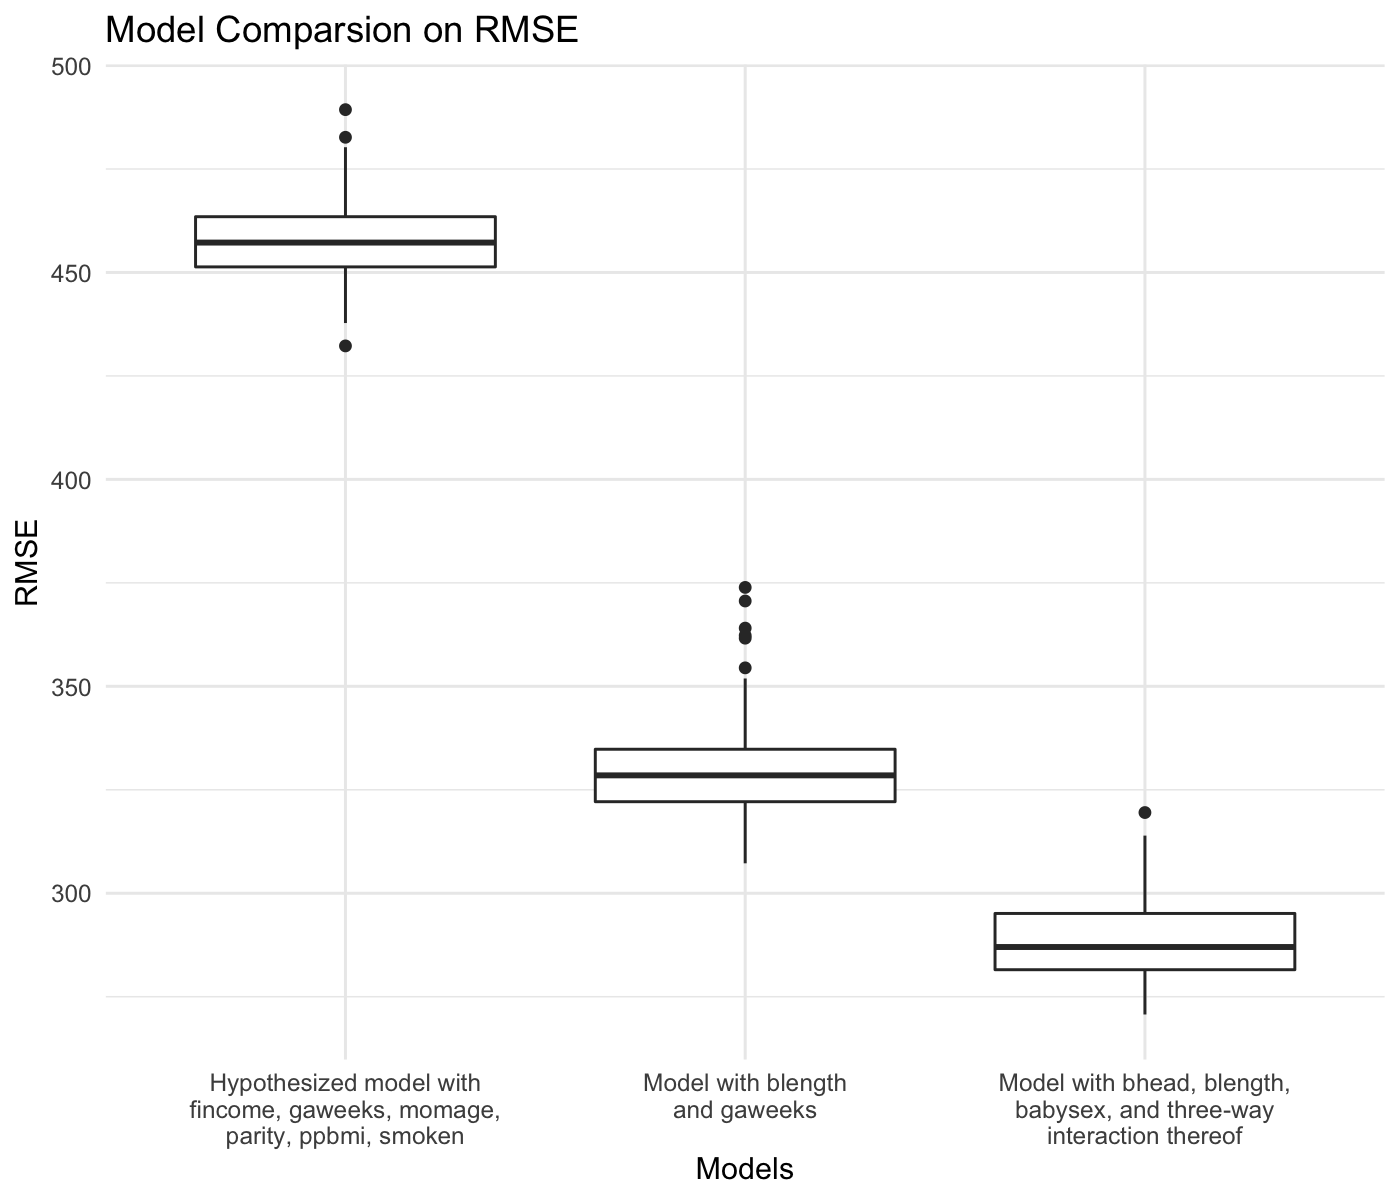 Model Comparsion on RMSE
500
450
400
350
300
RMSE
Hypothesized model with
fincome, gaweeks, momage,
parity, ppbmi, smoken
Model with blength
and gaweeks
Model with bhead, blength,
babysex, and three-way
interaction thereof
Models